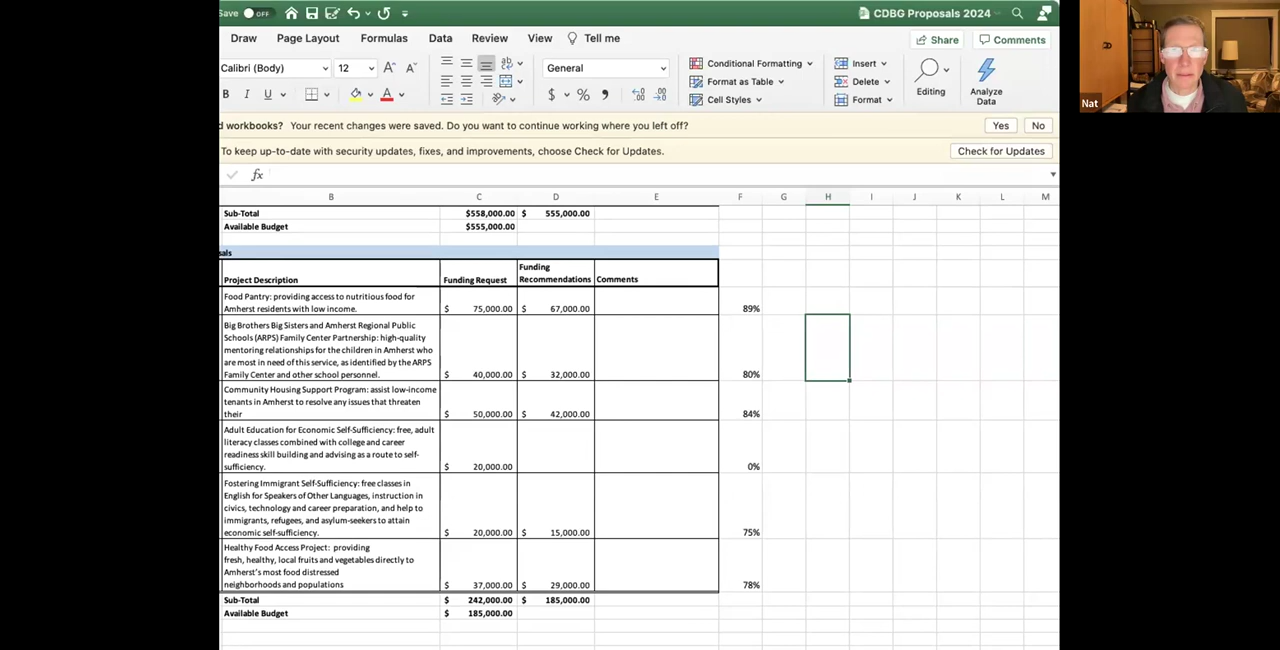 Save OFF CDBG Proposals 2024
Draw Page Layout Formulas Data Review View Tell me Share Comments
Calibri (Body) 12 A A General Conditional Formatting Insert
Format as Table Delete
B I U A $ % Cell Styles Format Editing Analyze
Data
d workbooks? Your recent changes were saved. Do you want to continue working where you left off? Yes No
To keep up-to-date with security updates, fixes, and improvements, choose Check for Updates. Check for Updates
fx
B C D E F G H I J K L M
Sub-Total $558,000.00 $ 555,000.00
Available Budget $555,000.00
sals
Funding
Project Description Funding Request Recommendations Comments
Food Pantry: providing access to nutritious food for
Amherst residents with low income. $ 75,000.00 $ 67,000.00 89%
Big Brothers Big Sisters and Amherst Regional Public
Schools (ARPS) Family Center Partnership: high-quality
mentoring relationships for the children in Amherst who
are most in need of this service, as identified by the ARPS
Family Center and other school personnel. $ 40,000.00 $ 32,000.00 80%
Community Housing Support Program: assist low-income
tenants in Amherst to resolve any issues that threaten
their $ 50,000.00 $ 42,000.00 84%
Adult Education for Economic Self-Sufficiency: free, adult
literacy classes combined with college and career
readiness skill building and advising as a route to self-
sufficiency. $ 20,000.00 0%
Fostering Immigrant Self-Sufficiency: free classes in
English for Speakers of Other Languages, instruction in
civics, technology and career preparation, and help to
immigrants, refugees, and asylum-seekers to attain
economic self-sufficiency. $ 20,000.00 $ 15,000.00 75%
Healthy Food Access Project: providing
fresh, healthy, local fruits and vegetables directly to
Amherst's most food distressed
neighborhoods and populations $ 37,000.00 $ 29,000.00 78%
Sub-Total $ 242,000.00 $ 185,000.00
Available Budget $ 185,000.00
Nat